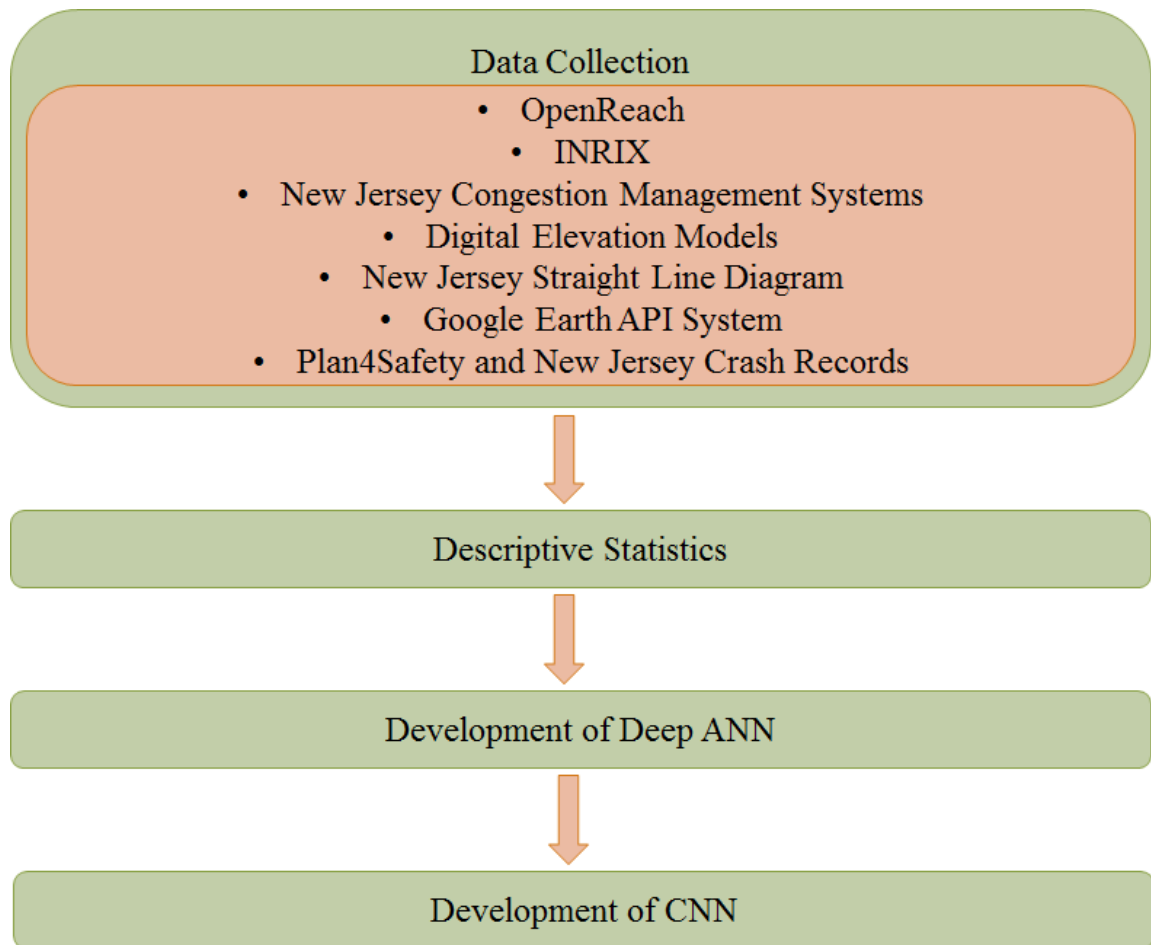 Data Collection
• OpenReach
• INRIX
• New Jersey Congestion Management Systems
• Digital Elevation Models
• New Jersey Straight Line Diagram
• Google Earth API System
• Plan4Safety and New Jersey Crash Records
Descriptive Statistics
Development of Deep ANN
Development of CNN